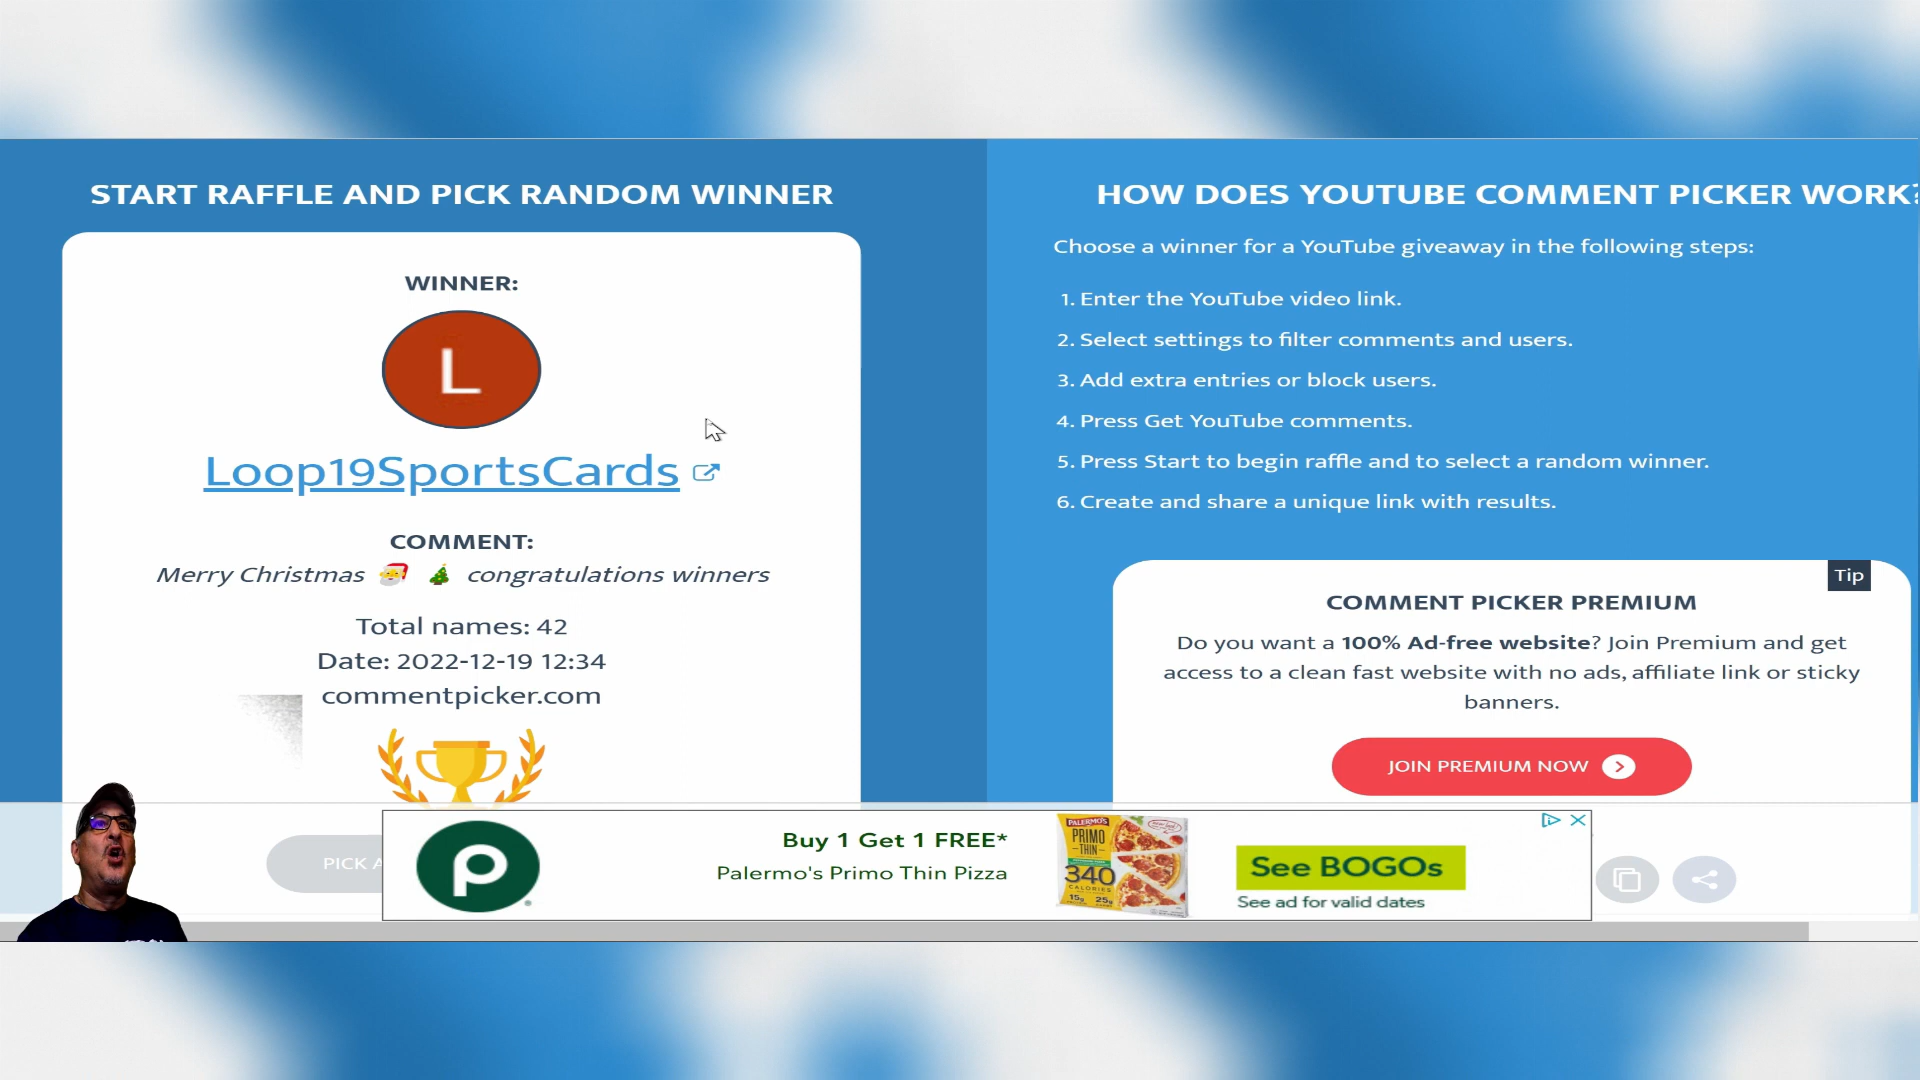 START RAFFLE AND PICK RANDOM WINNER
WINNER:
L
Loop19SportsCards
COMMENT:
Merry Christmas 🎅 🎄 congratulations winners
Total names: 42
Date: 2022-12-19 12:34
commentpicker.com
PICK A
HOW DOES YOUTUBE COMMENT PICKER WORK?
Choose a winner for a YouTube giveaway in the following steps:
1. Enter the YouTube video link.
2. Select settings to filter comments and users.
3. Add extra entries or block users.
4. Press Get YouTube comments.
5. Press Start to begin raffle and to select a random winner.
6. Create and share a unique link with results.
Tip
COMMENT PICKER PREMIUM
Do you want a 100% Ad-free website? Join Premium and get
access to a clean fast website with no ads, affiliate link or sticky
banners.
JOIN PREMIUM NOW
P
Buy 1 Get 1 FREE*
Palermo's Primo Thin Pizza
PALERMO'S
PRIMO
THIN
340
CALORIES
15g 25g
See BOGOs
See ad for valid dates